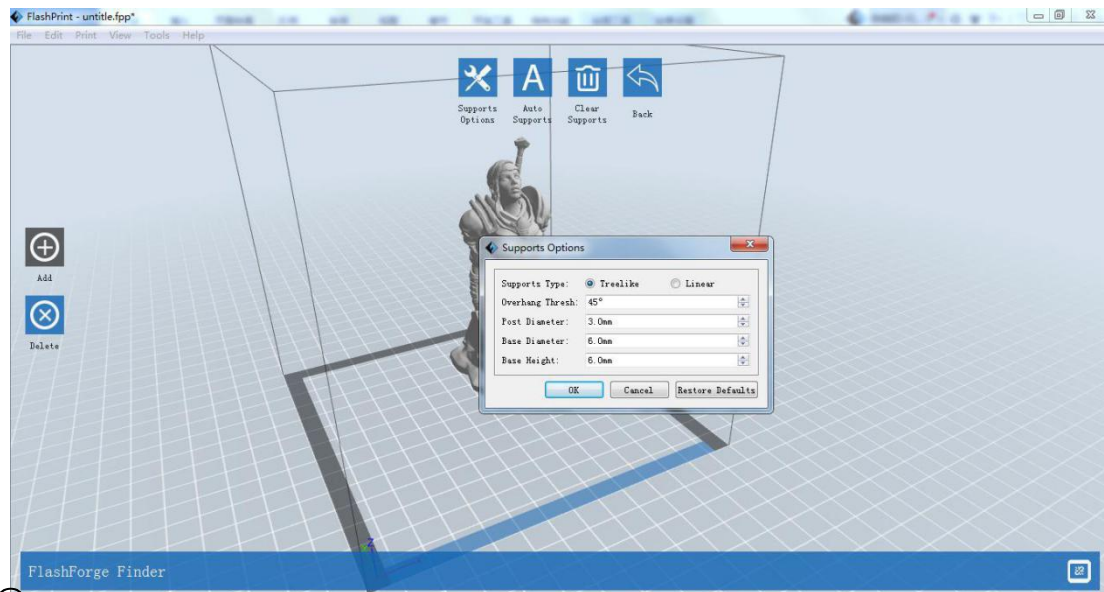 FlashPrint - untitle.fpp*
File Edit Print View Tools Help
Supports Options
Auto Supports
Clear Supports
Back
Add
Delete
Supports Options
Supports Type: Treelike Linear
Overhang Thresh: 45°
Post Diameter: 3.0mm
Base Diameter: 6.0mm
Base Height: 6.0mm
OK Cancel Restore Defaults
Z
FlashForge Finder